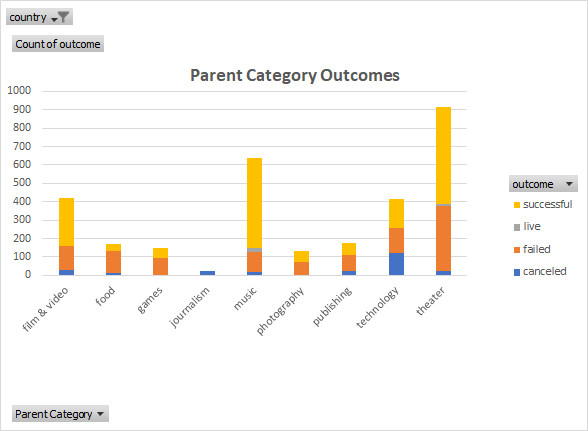 country
Count of outcome
Parent Category Outcomes
1000
900
800
700
600
500
400
300
200
100
0
film & video
food
games
journalism
music
photography
publishing
technology
theater
outcome
successful
live
failed
canceled
Parent Category